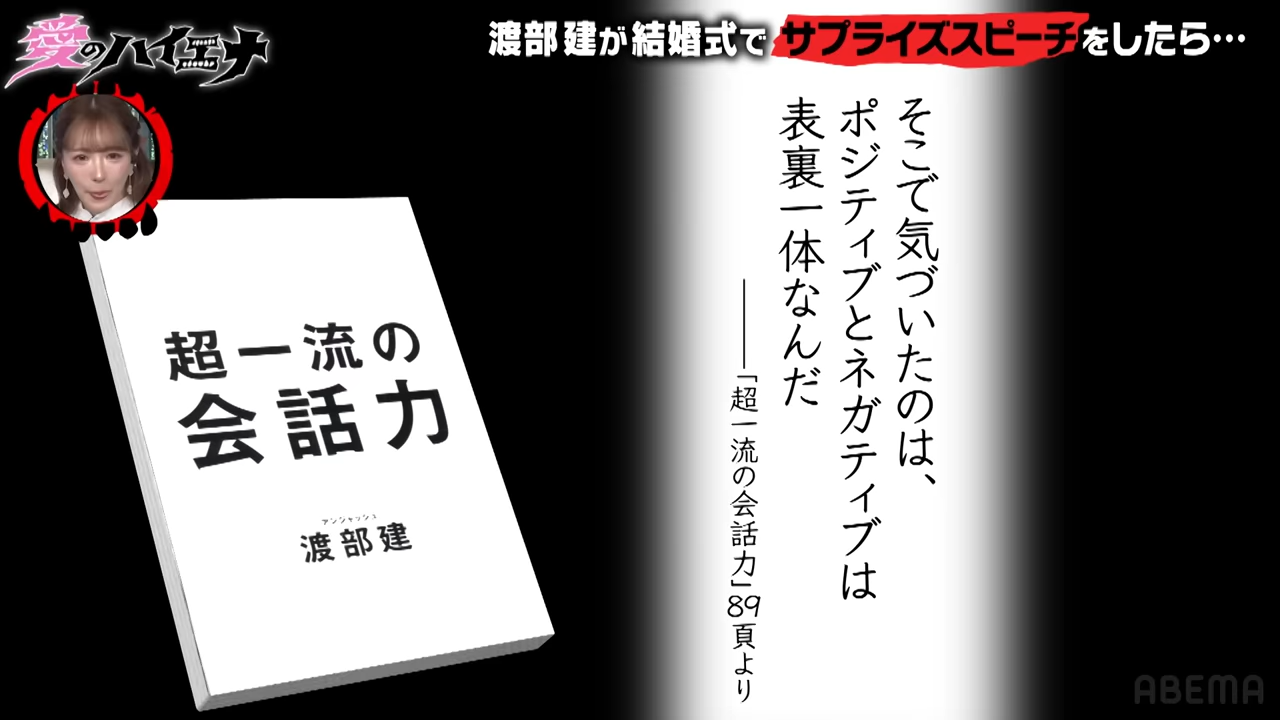 愛のハイエナ
渡部建が結婚式でサプライズスピーチをしたら…
そこで気づいたのは、
ポジティブとネガティブは
表裏一体なんだ
――「超一流の会話力」89頁より
超一流の
会話力
アンジャッシュ
渡部建
ABEMA